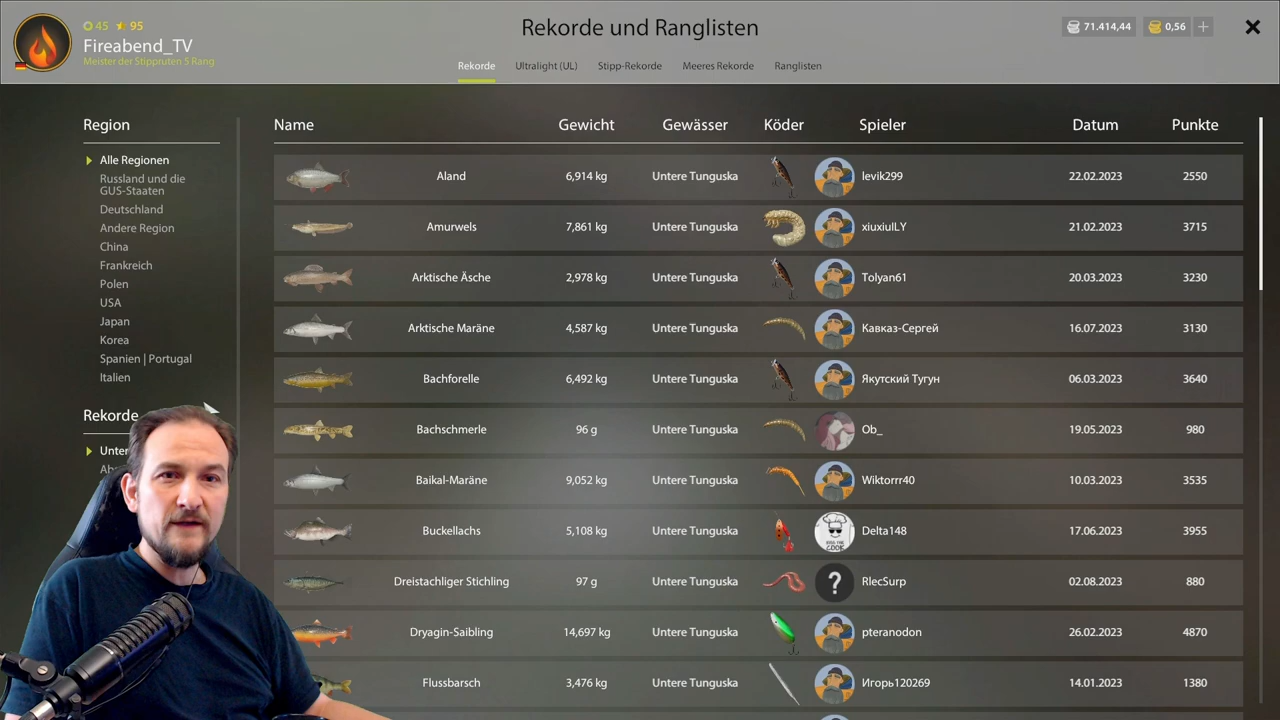 45 95
Fireabend_TV
Meister der Stippruten 5 Rang
Rekorde und Ranglisten
71.414,44 0,56 +
Rekorde Ultralight (UL) Stipp-Rekorde Meeres Rekorde Ranglisten
Region
Alle Regionen
Russland und die
GUS-Staaten
Deutschland
Andere Region
China
Frankreich
Polen
USA
Japan
Korea
Spanien | Portugal
Italien
Rekorde
Unter
Name Gewicht Gewässer Köder Spieler Datum Punkte
Aland 6,914 kg Untere Tunguska levik299 22.02.2023 2550
Amurwels 7,861 kg Untere Tunguska xiuxiulLY 21.02.2023 3715
Arktische Äsche 2,978 kg Untere Tunguska Tolyan61 20.03.2023 3230
Arktische Maräne 4,587 kg Untere Tunguska Кавказ-Сергей 16.07.2023 3130
Bachforelle 6,492 kg Untere Tunguska Якутский Тугун 06.03.2023 3640
Bachschmerle 96 g Untere Tunguska Ob_ 19.05.2023 980
Baikal-Maräne 9,052 kg Untere Tunguska Wiktorrr40 10.03.2023 3535
Buckellachs 5,108 kg Untere Tunguska Delta148 17.06.2023 3955
Dreistachliger Stichling 97 g Untere Tunguska ? RlecSurp 02.08.2023 880
Dryagin-Saibling 14,697 kg Untere Tunguska pteranodon 26.02.2023 4870
Flussbarsch 3,476 kg Untere Tunguska Игорь120269 14.01.2023 1380